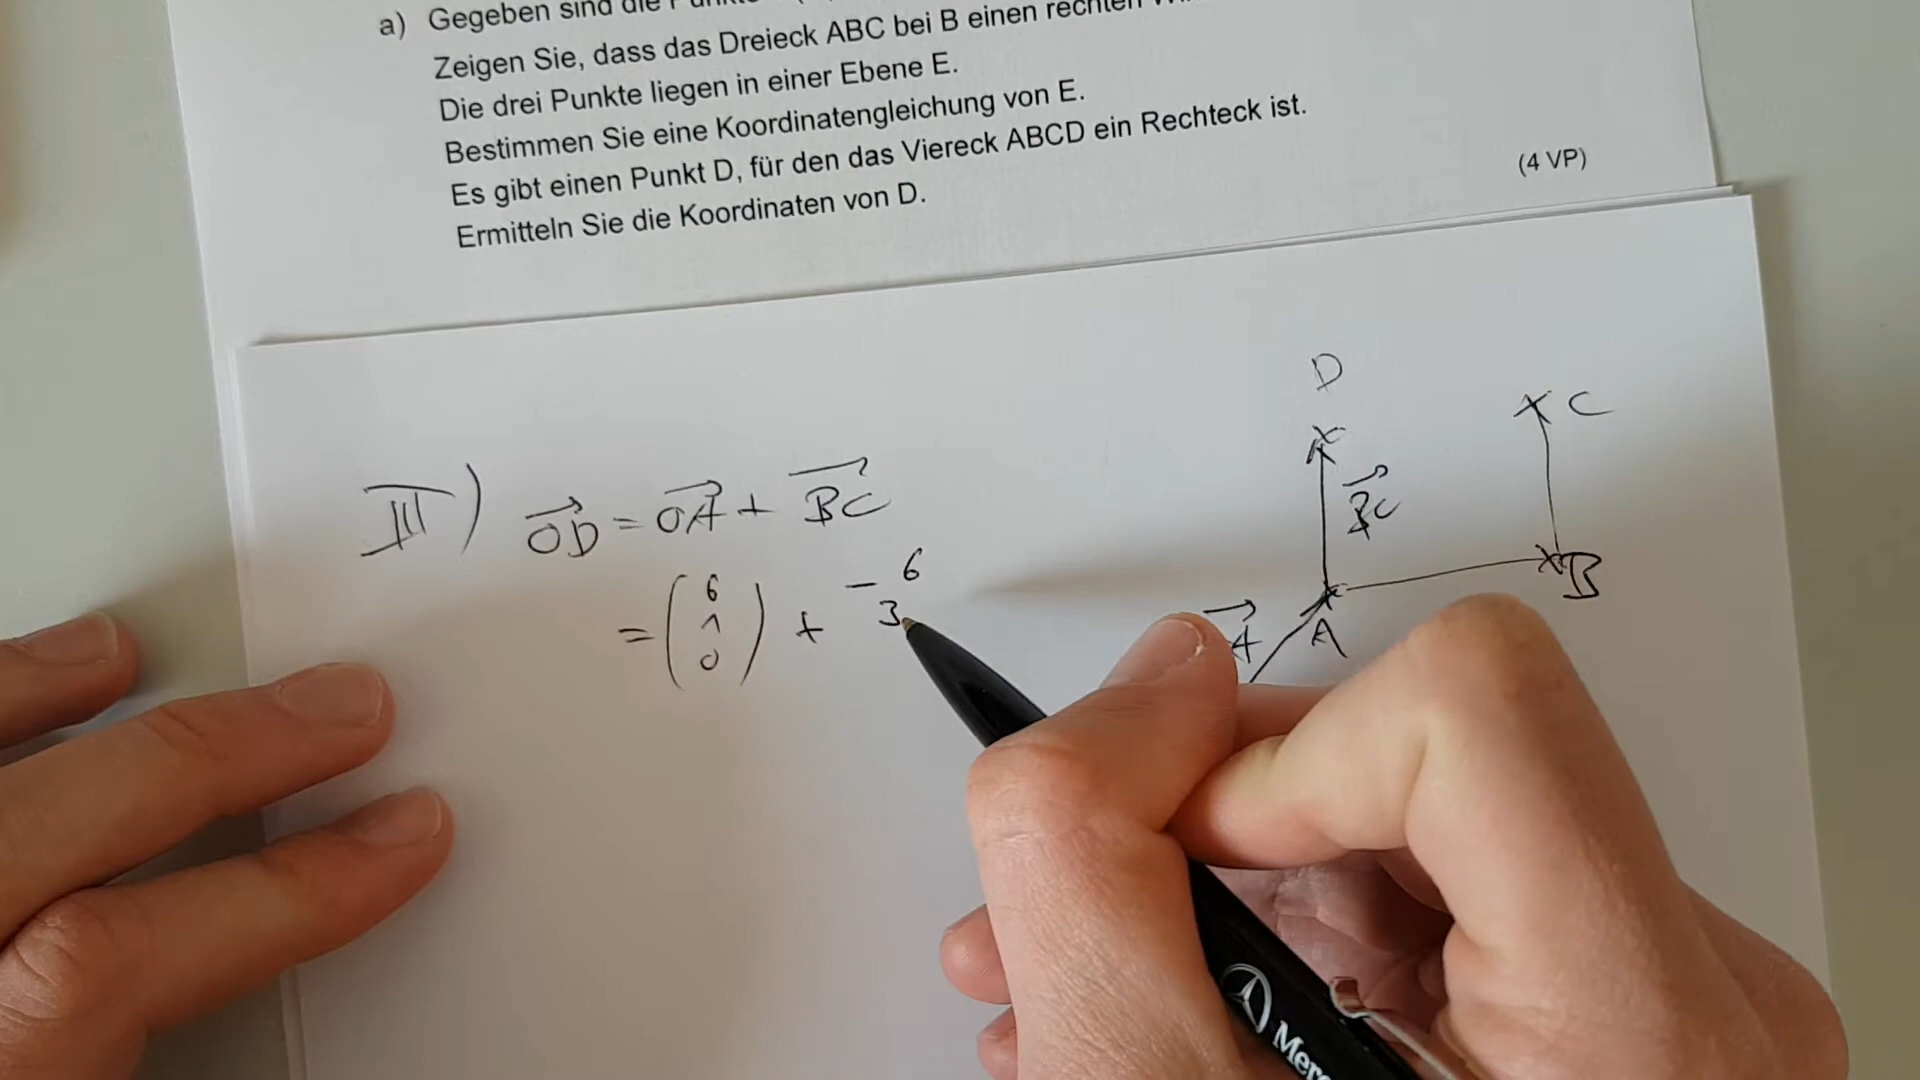 a) Gegeben sind die
Zeigen Sie, dass das Dreieck ABC bei B einen rechten
Die drei Punkte liegen in einer Ebene E.
Bestimmen Sie eine Koordinatengleichung von E.
Es gibt einen Punkt D, für den das Viereck ABCD ein Rechteck ist.
Ermitteln Sie die Koordinaten von D.
(4 VP)
D
C
III) OD = OA + BC
BC
= ( 6 1 0 ) + - 6 3
B
A
A